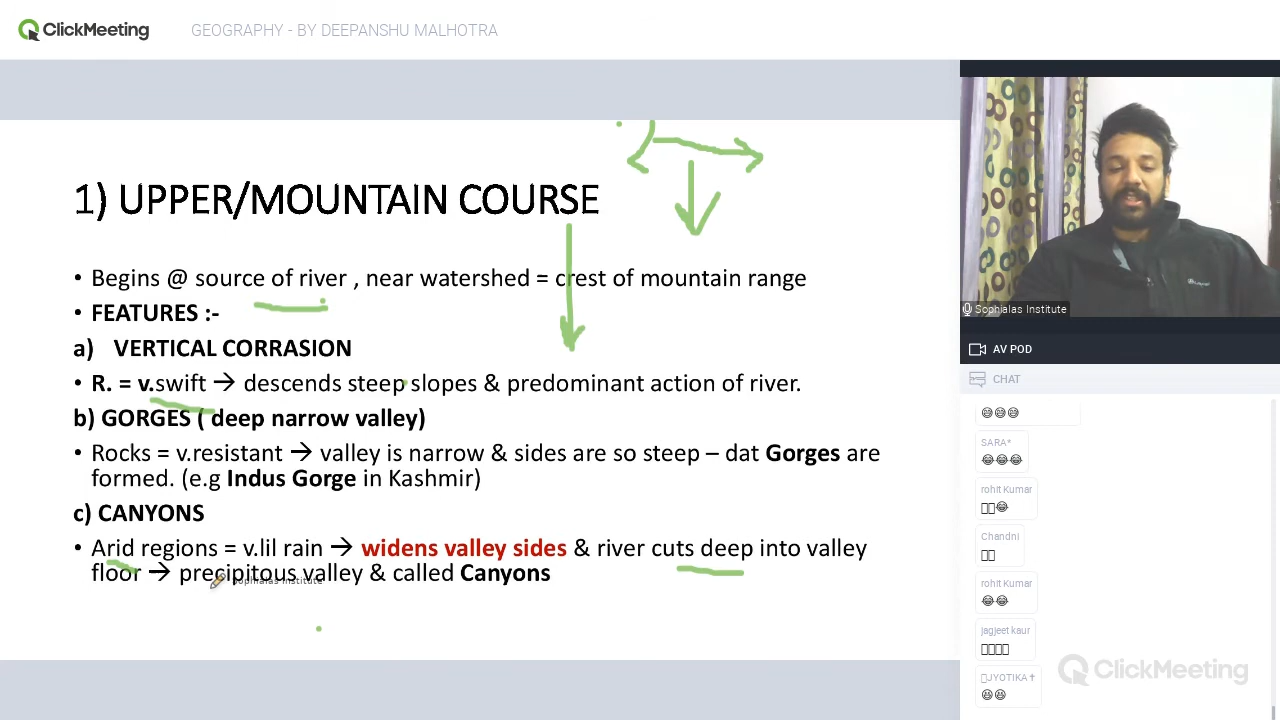 ClickMeeting
GEOGRAPHY - BY DEEPANSHU MALHOTRA
1) UPPER/MOUNTAIN COURSE
• Begins @ source of river , near watershed = crest of mountain range
• FEATURES :-
a) VERTICAL CORRASION
• R. = v.swift → descends steep slopes & predominant action of river.
b) GORGES ( deep narrow valley)
• Rocks = v.resistant → valley is narrow & sides are so steep – dat Gorges are
formed. (e.g Indus Gorge in Kashmir)
c) CANYONS
• Arid regions = v.lil rain → widens valley sides & river cuts deep into valley
floor → precipitous valley & called Canyons
Sophialas Institute
Sophialas Institute
AV POD
CHAT
😅😅😅
SARA*
😂😂😂
rohit Kumar
▯▯😂
Chandni
▯▯
rohit Kumar
😂😂
jagjeet kaur
▯▯▯▯
▯JYOTIKA✝
😆😆
ClickMeeting